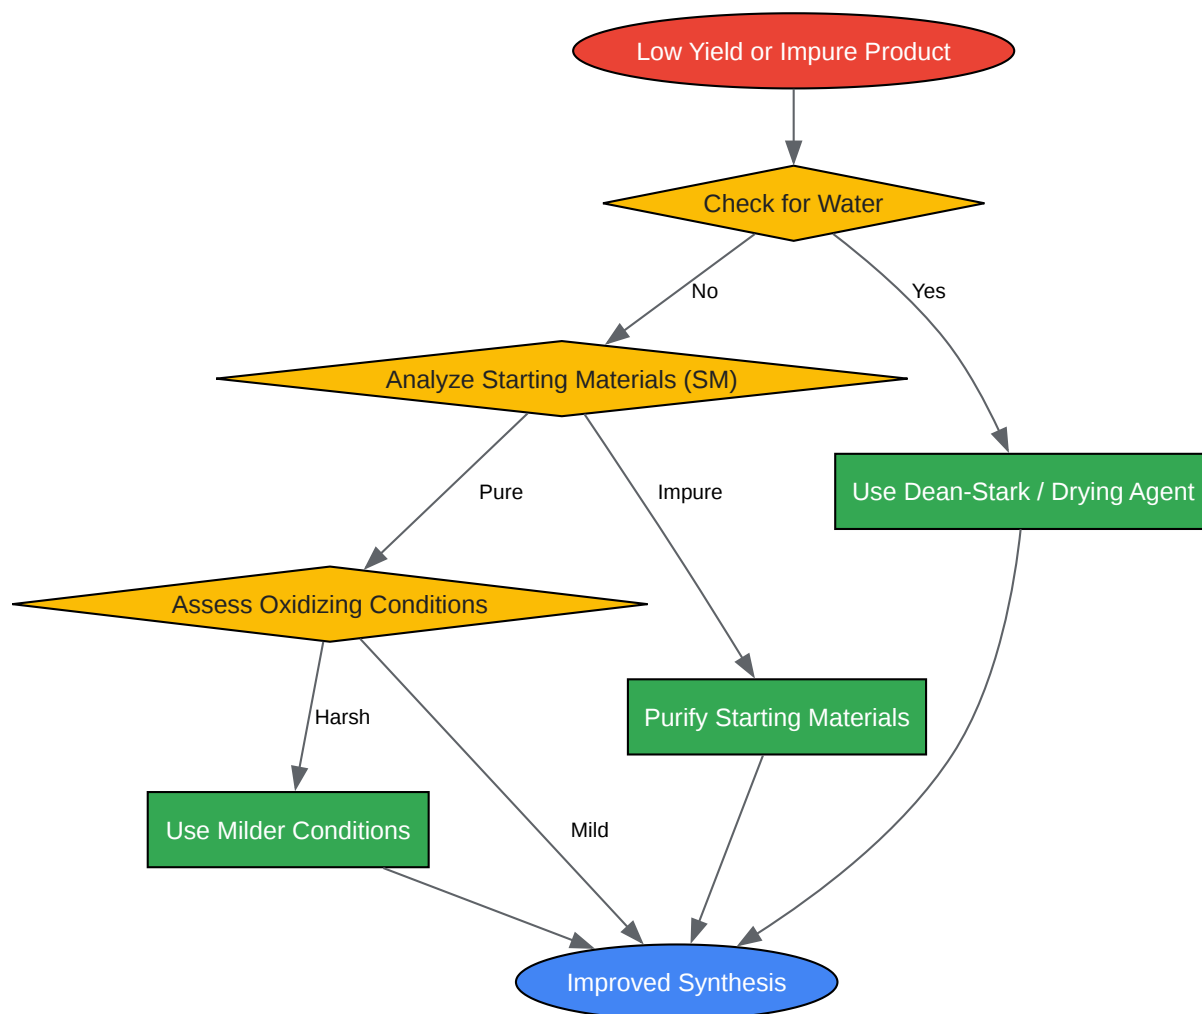 Low Yield or Impure Product
Check for Water
No
Yes
Analyze Starting Materials (SM)
Pure
Impure
Use Dean-Stark / Drying Agent
Assess Oxidizing Conditions
Harsh
Purify Starting Materials
Use Milder Conditions
Mild
Improved Synthesis